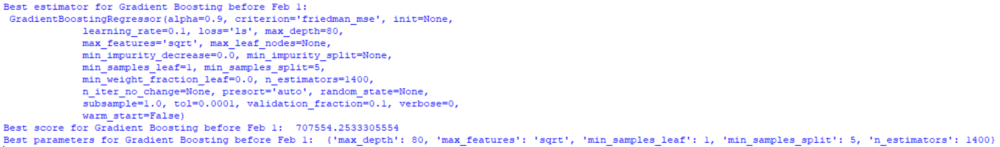 Best estimator for Gradient Boosting before Feb 1:
GradientBoostingRegressor(alpha=0.9, criterion='friedman_mse', init=None,
learning_rate=0.1, loss='ls', max_depth=80,
max_features='sqrt', max_leaf_nodes=None,
min_impurity_decrease=0.0, min_impurity_split=None,
min_samples_leaf=1, min_samples_split=5,
min_weight_fraction_leaf=0.0, n_estimators=1400,
n_iter_no_change=None, presort='auto', random_state=None,
subsample=1.0, tol=0.0001, validation_fraction=0.1, verbose=0,
warm_start=False)
Best score for Gradient Boosting before Feb 1:  707554.2533305554
Best parameters for Gradient Boosting before Feb 1:  {'max_depth': 80, 'max_features': 'sqrt', 'min_samples_leaf': 1, 'min_samples_split': 5, 'n_estimators': 1400}